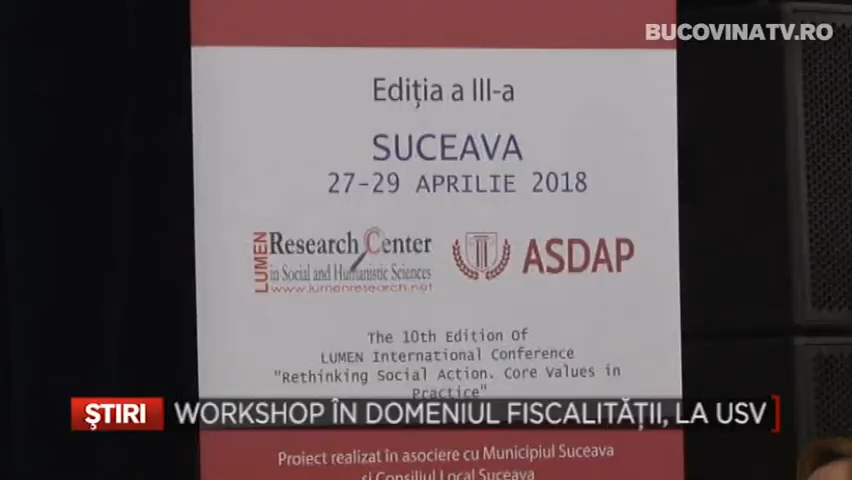 BUCOVINATV.RO
Ediția a III-a
SUCEAVA
27-29 APRILIE 2018
LUMEN
Research Center
in Social and Humanistic Sciences
www.lumenresearch.net
ASDAP
The 10th Edition Of
LUMEN International Conference
"Rethinking Social Action. Core Values in
Practice"
ŞTIRI
WORKSHOP ÎN DOMENIUL FISCALITĂŢII, LA USV
Proiect realizat în asociere cu Municipiul Suceava
și Consiliul Local Suceava